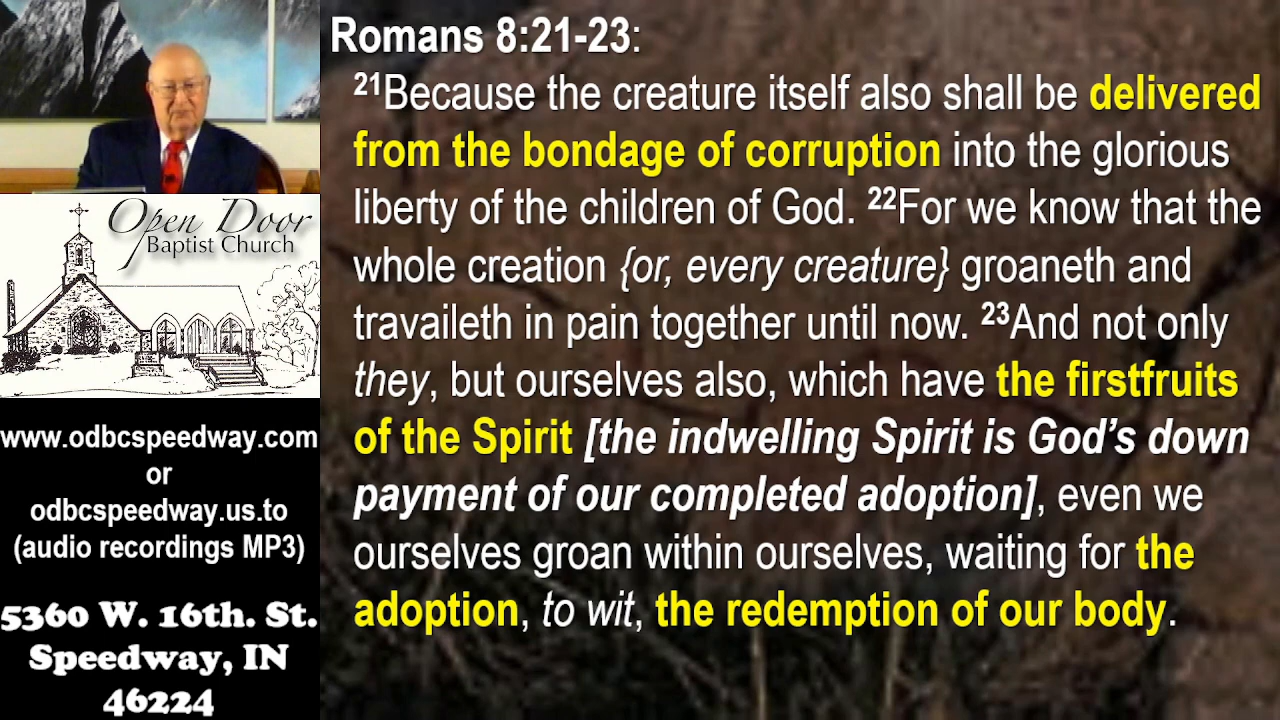 Open Door
Baptist Church
www.odbcspeedway.com
or
odbcspeedway.us.to
(audio recordings MP3)
5360 W. 16th. St.
Speedway, IN
46224
Romans 8:21-23:
21Because the creature itself also shall be delivered
from the bondage of corruption into the glorious
liberty of the children of God. 22For we know that the
whole creation {or, every creature} groaneth and
travaileth in pain together until now. 23And not only
they, but ourselves also, which have the firstfruits
of the Spirit [the indwelling Spirit is God’s down
payment of our completed adoption], even we
ourselves groan within ourselves, waiting for the
adoption, to wit, the redemption of our body.